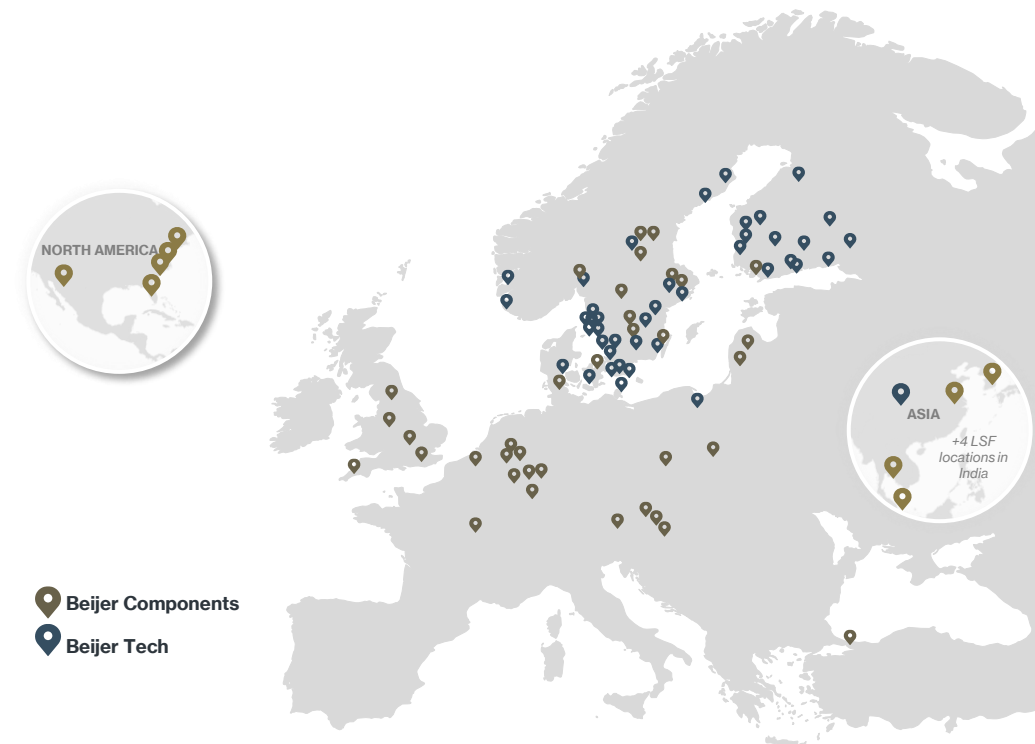 NORTH AMERICA
ASIA
+4 LSF
locations in
India
Beijer Components
Beijer Tech